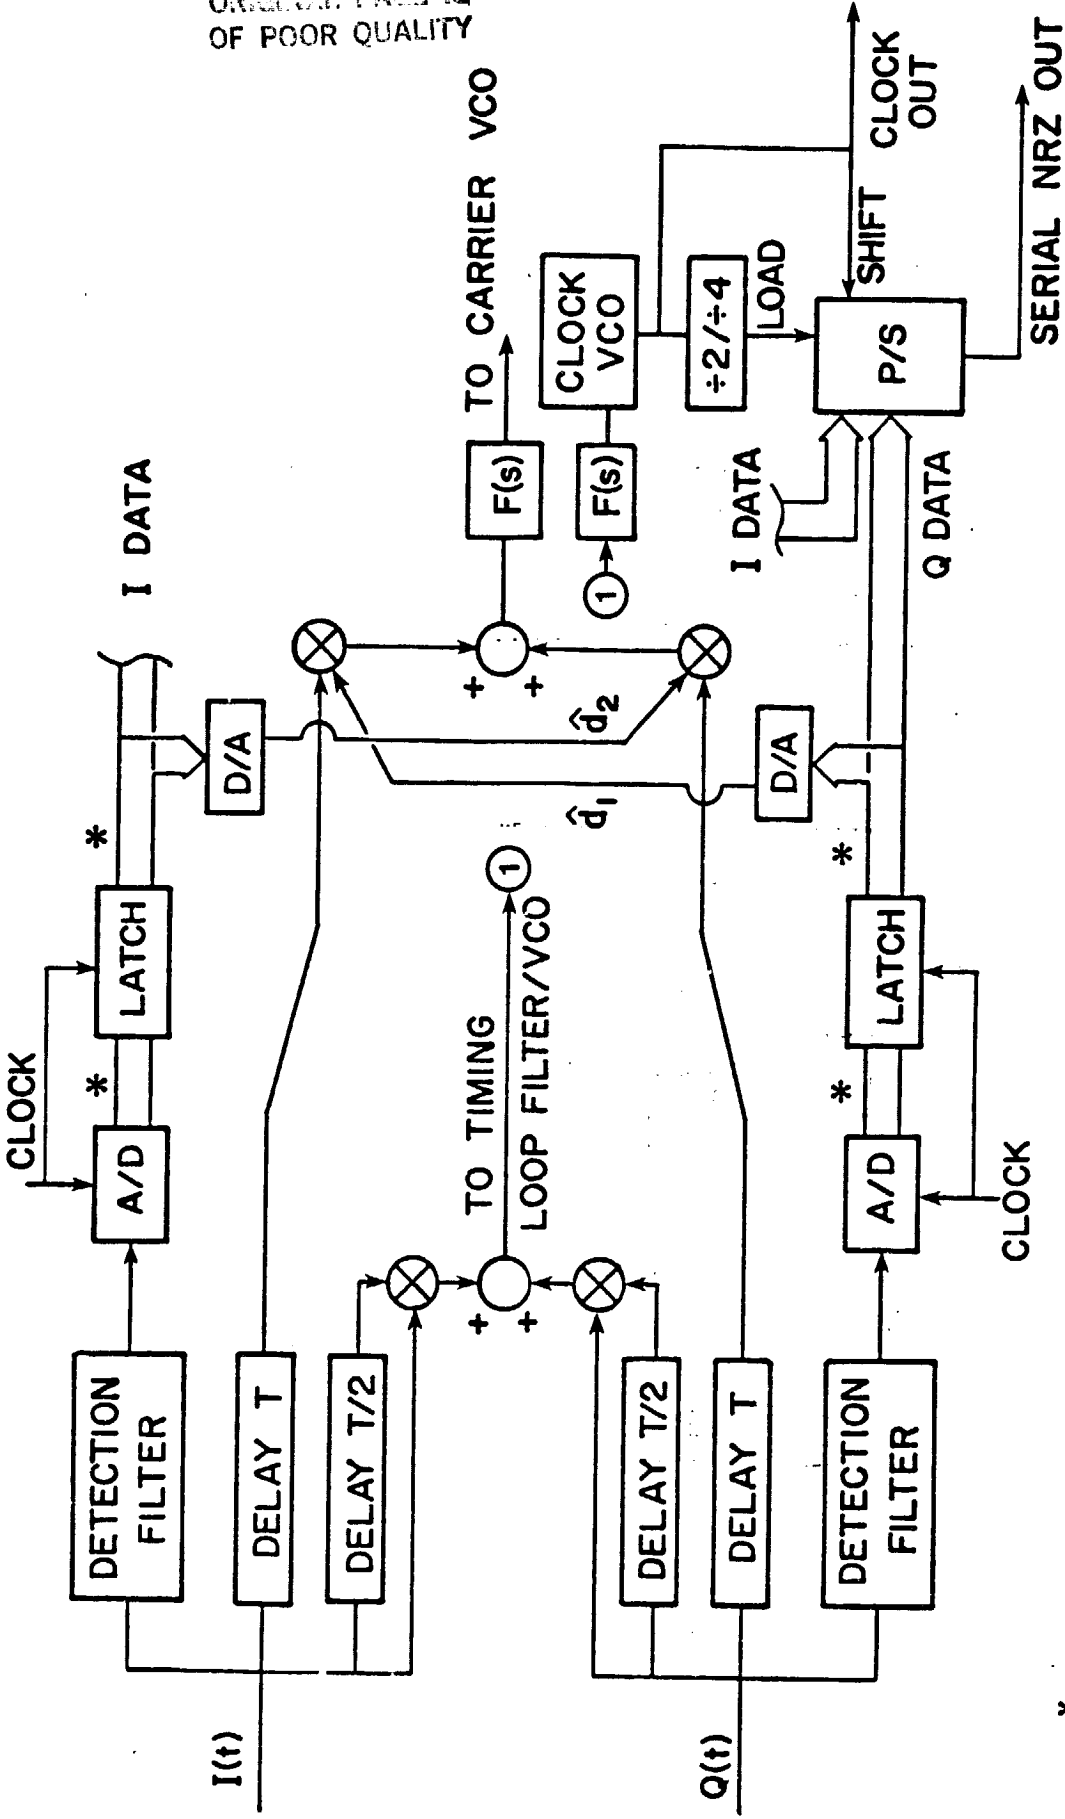 OF POOR QUALITY
I(t)
DETECTION
FILTER
DELAY T
DELAY T/2
CLOCK
A/D
*
LATCH
*
D/A
I DATA
TO TIMING
LOOP FILTER/VCO
1
+
+
d̂1
d̂2
+
+
F(s)
TO CARRIER VCO
1
F(s)
CLOCK
VCO
÷2/÷4
LOAD
SHIFT
CLOCK
OUT
I DATA
P/S
SERIAL NRZ OUT
Q(t)
DELAY T/2
DELAY T
DETECTION
FILTER
A/D
CLOCK
*
LATCH
*
D/A
Q DATA